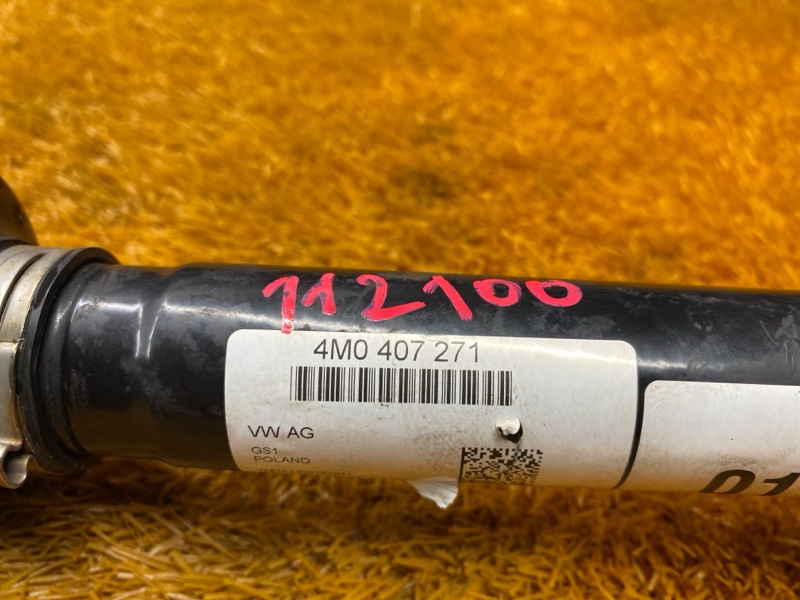 112100
4M0 407 271
VW AG
GS1
POLAND